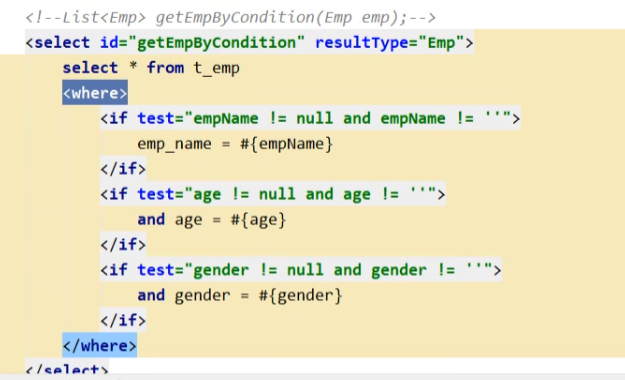 <!--List<Emp> getEmpByCondition(Emp emp);-->
<select id="getEmpByCondition" resultType="Emp">
select * from t_emp
<where>
<if test="empName != null and empName != ''">
emp_name = #{empName}
</if>
<if test="age != null and age != ''">
and age = #{age}
</if>
<if test="gender != null and gender != ''">
and gender = #{gender}
</if>
</where>
</select>